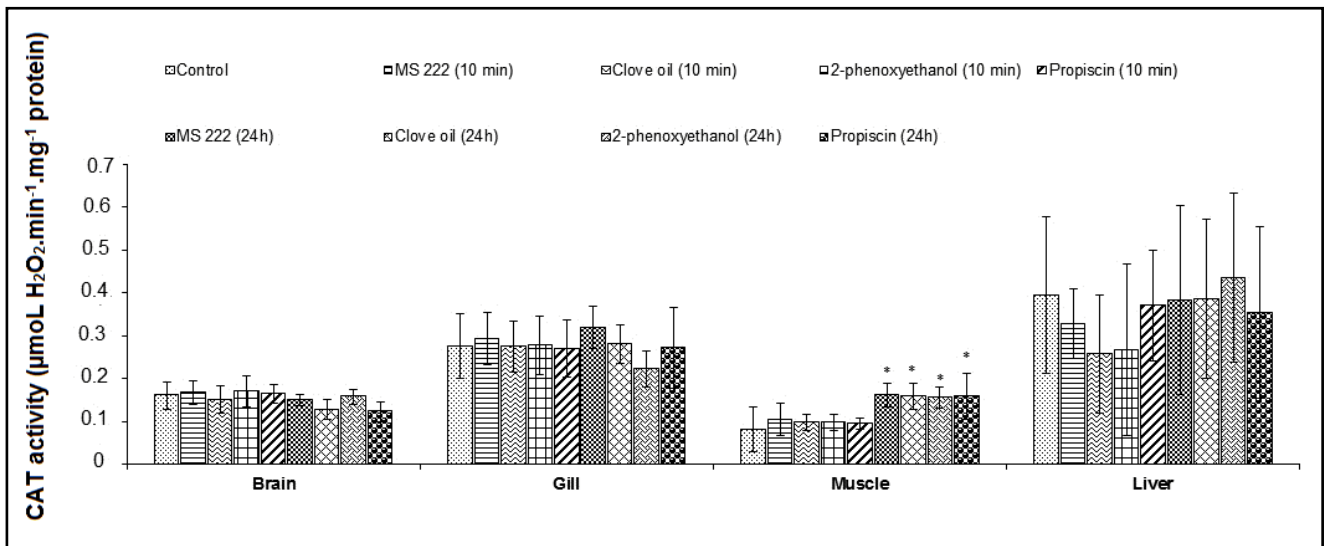 CAT activity (µmoL H₂O₂.min⁻¹.mg⁻¹ protein)
Control MS 222 (10 min) Clove oil (10 min) 2-phenoxyethanol (10 min) Propiscin (10 min)
MS 222 (24h) Clove oil (24h) 2-phenoxyethanol (24h) Propiscin (24h)
0.7
0.6
0.5
0.4
0.3
0.2
0.1
0
* * * *
Brain Gill Muscle Liver